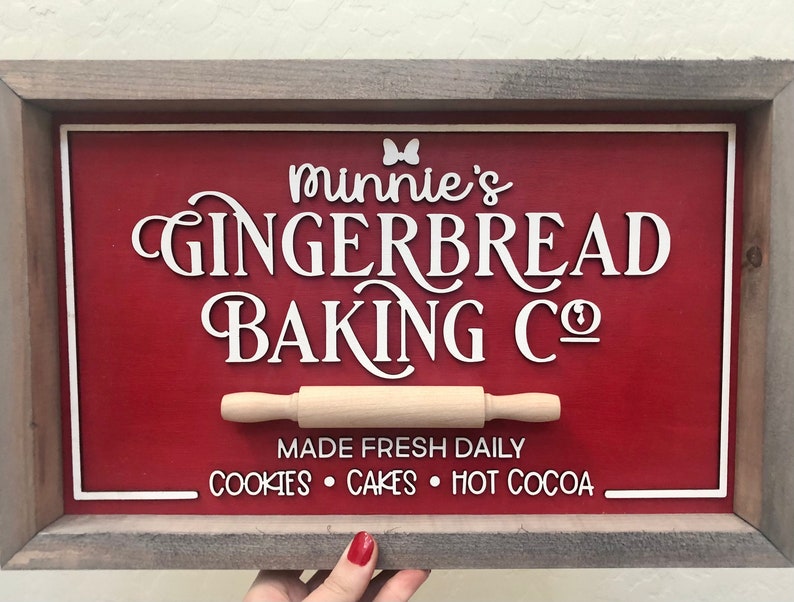 Minnie's
GINGERBREAD
BAKING CO
MADE FRESH DAILY
COOKIES • CAKES • HOT COCOA